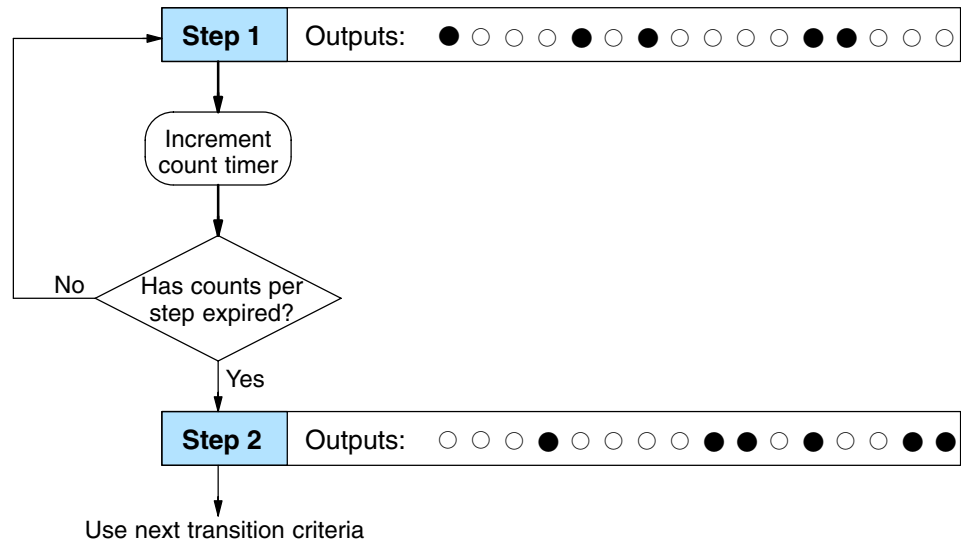 Step 1 Outputs:
Increment
count timer
No
Has counts per
step expired?
Yes
Step 2 Outputs:
Use next transition criteria